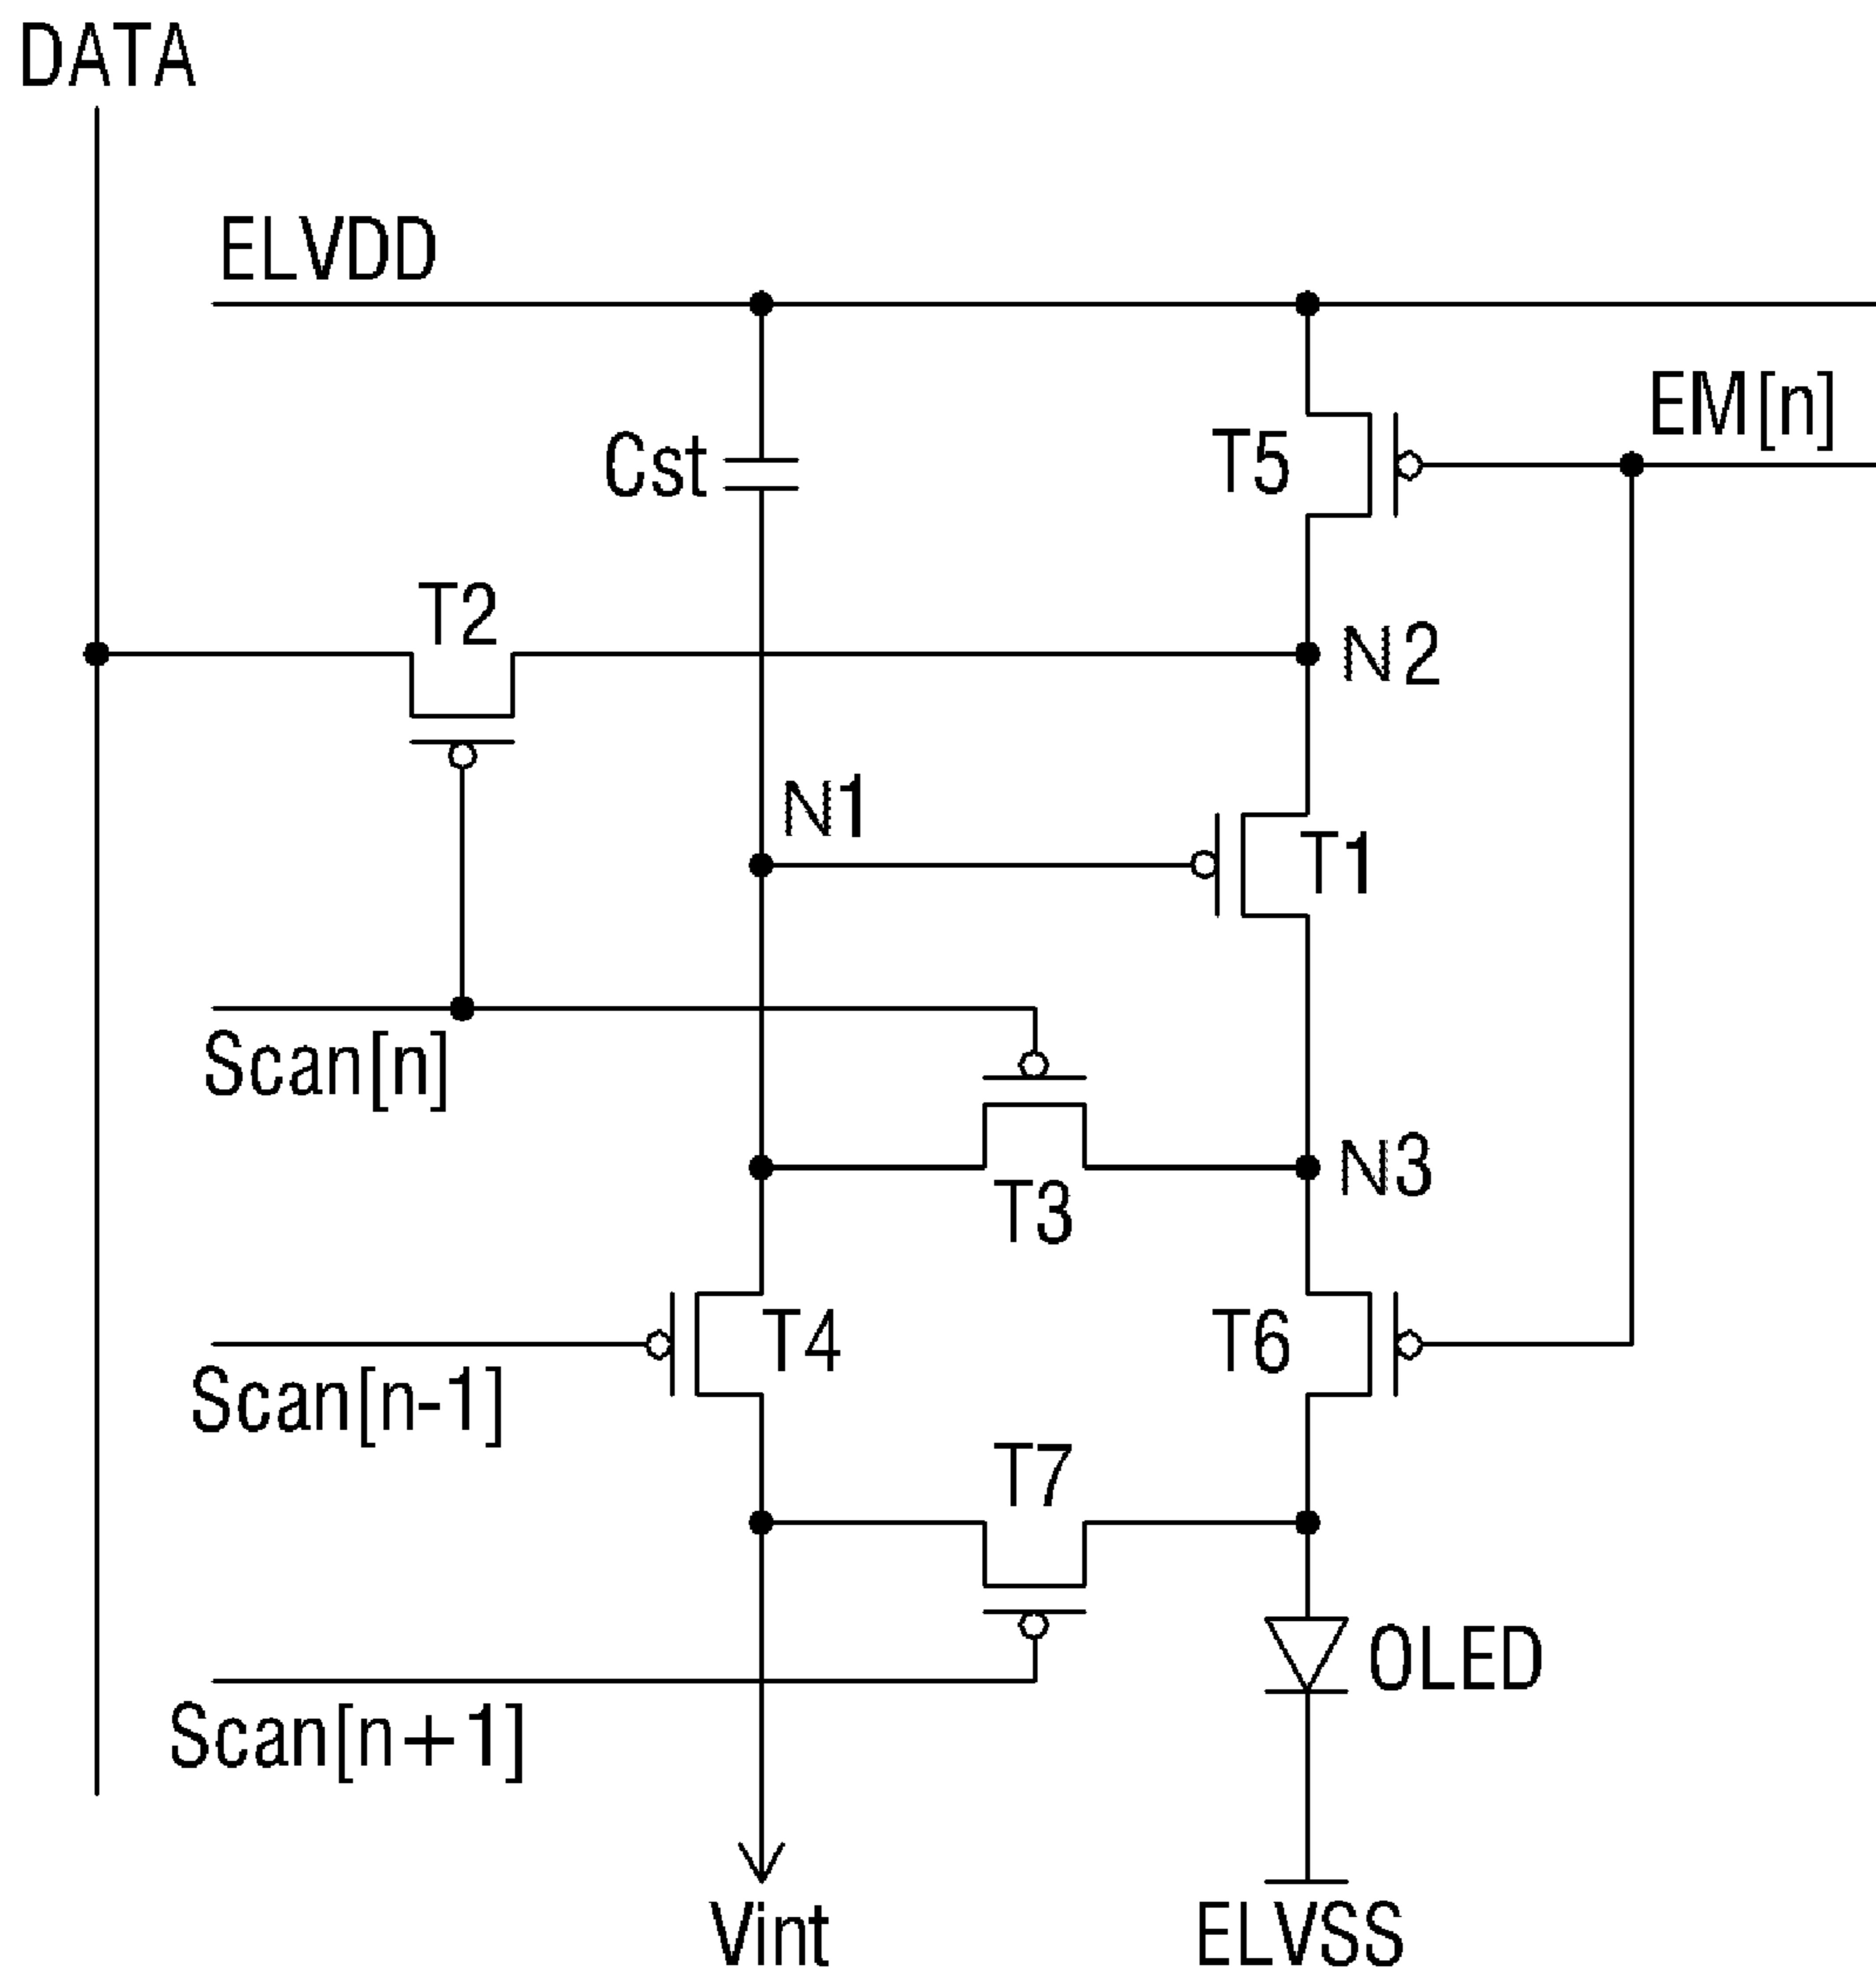 DATA
ELVDD
EM[n]
Cst
T5
T2
N2
N1
T1
Scan[n]
N3
T3
T4
T6
Scan[n-1]
T7
OLED
Scan[n+1]
Vint
ELVSS